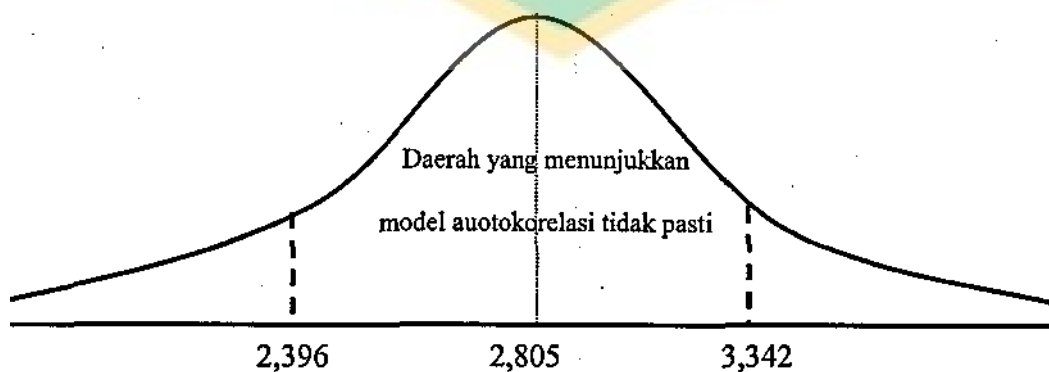 Daerah yang menunjukkan
model auotokorelasi tidak pasti
2,396 2,805 3,342